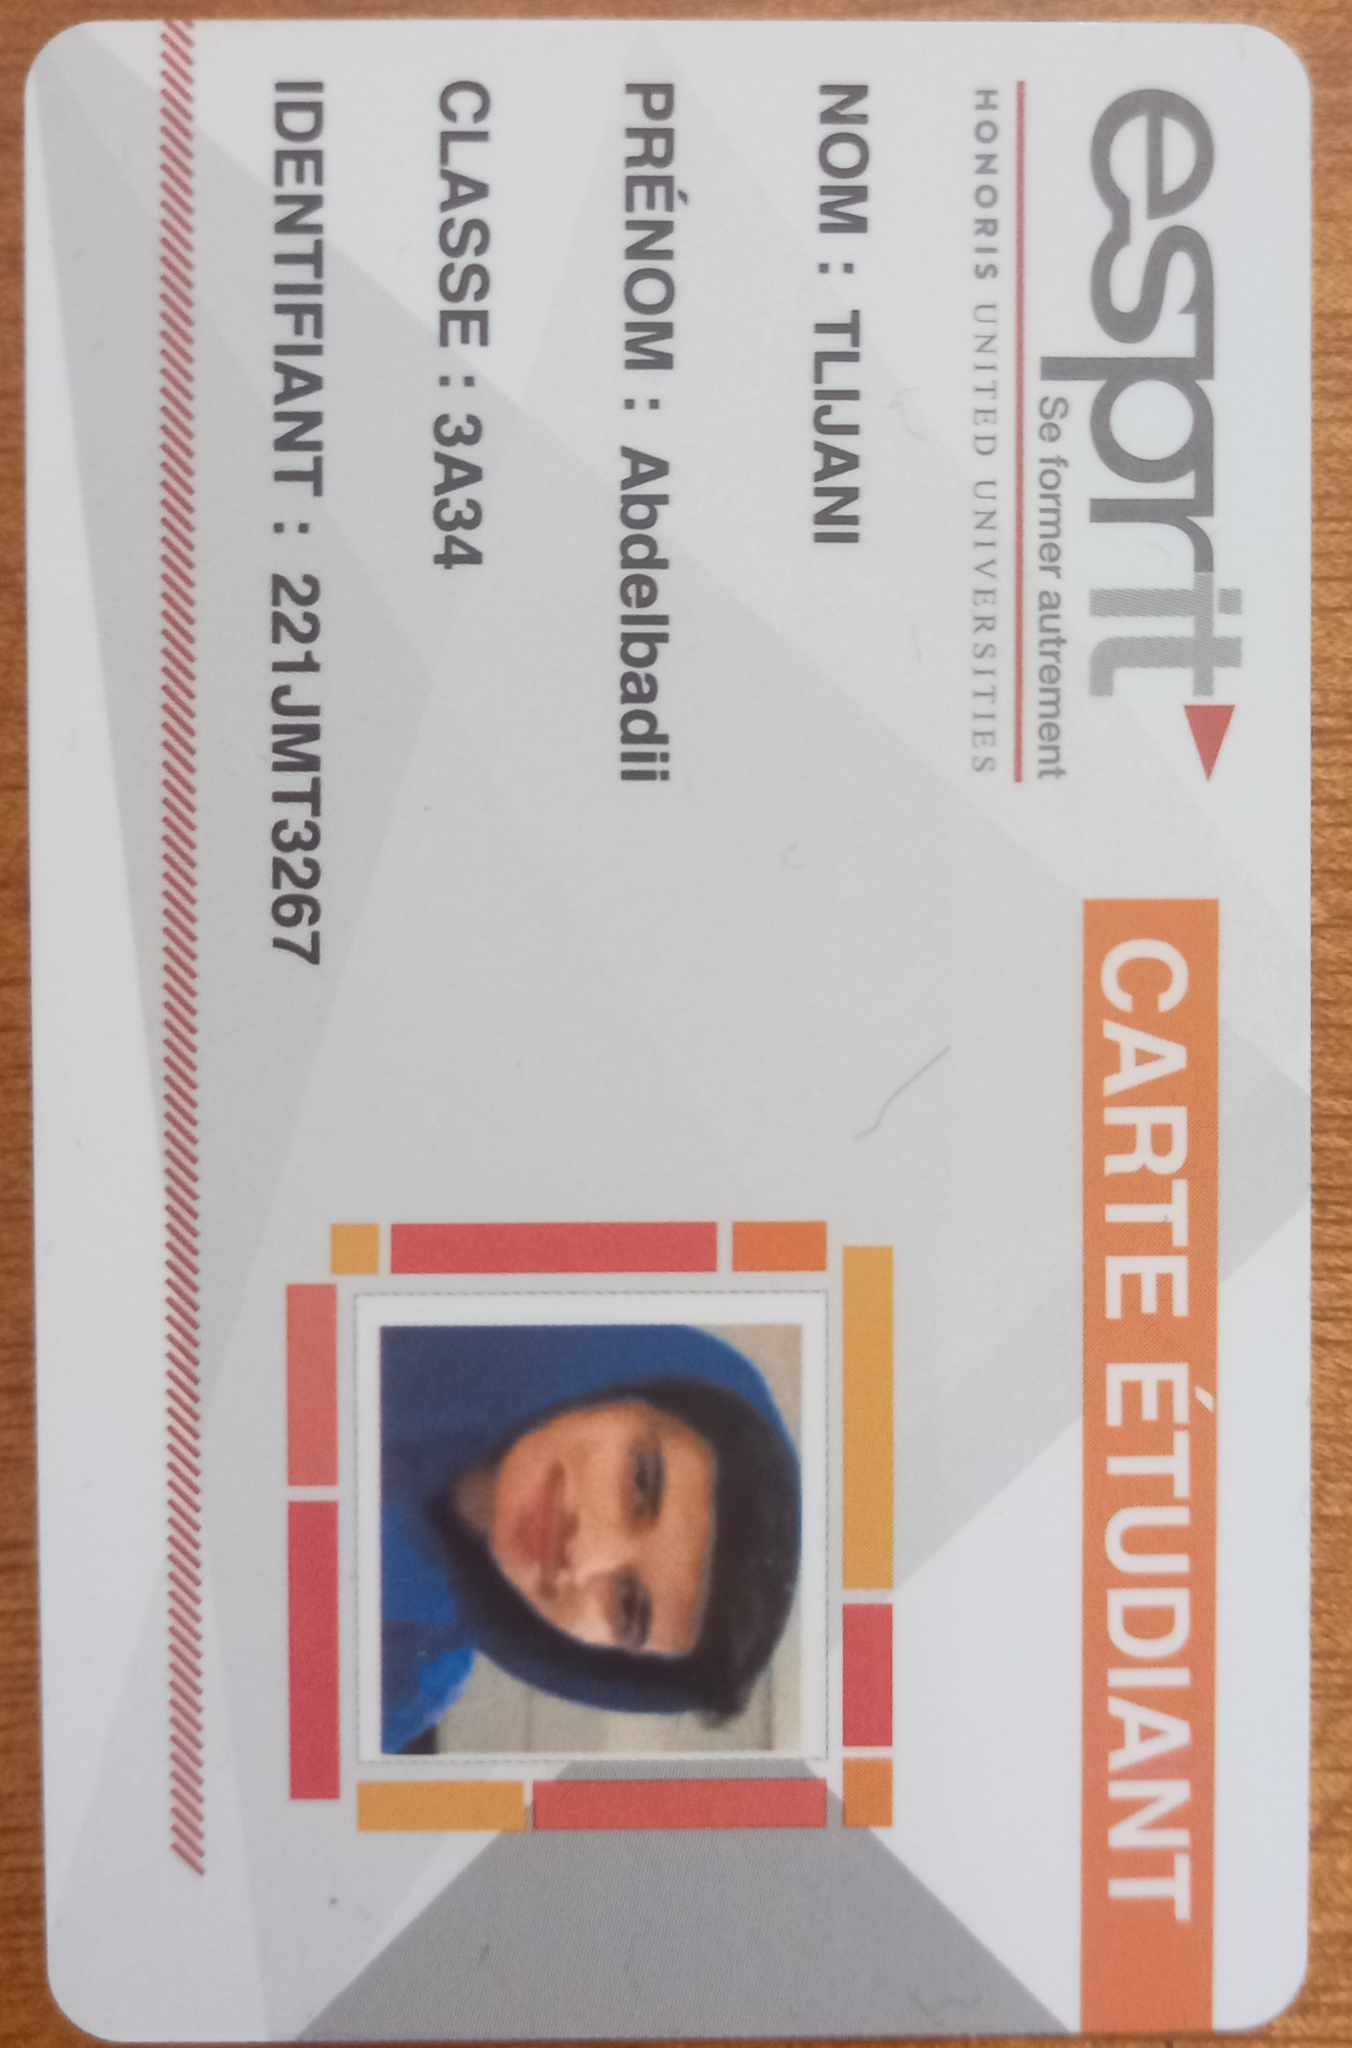 esprit
Se former autrement
HONORIS UNITED UNIVERSITIES
CARTE ÉTUDIANT
NOM : TLIJANI
PRÉNOM : Abdelbadii
CLASSE : 3A34
IDENTIFIANT : 221JMT3267